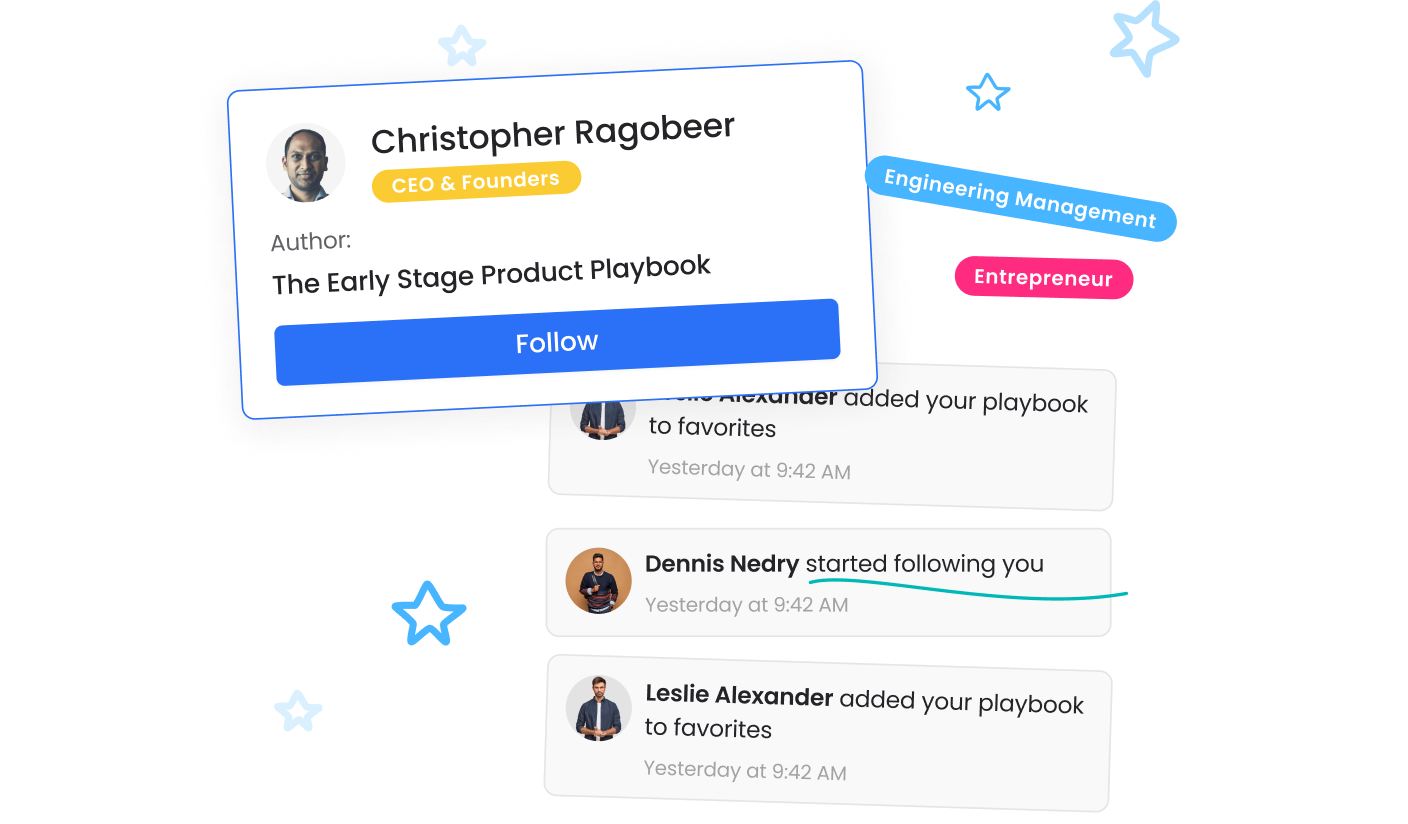 Christopher Ragobeer
CEO & Founders
Engineering Management
Author:
Entrepreneur
The Early Stage Product Playbook
Follow
Alexander added your playbook
to favorites
Yesterday at 9:42 AM
Dennis Nedry started following you
Yesterday at 9:42 AM
Leslie Alexander added your playbook
to favorites
Yesterday at 9:42 AM